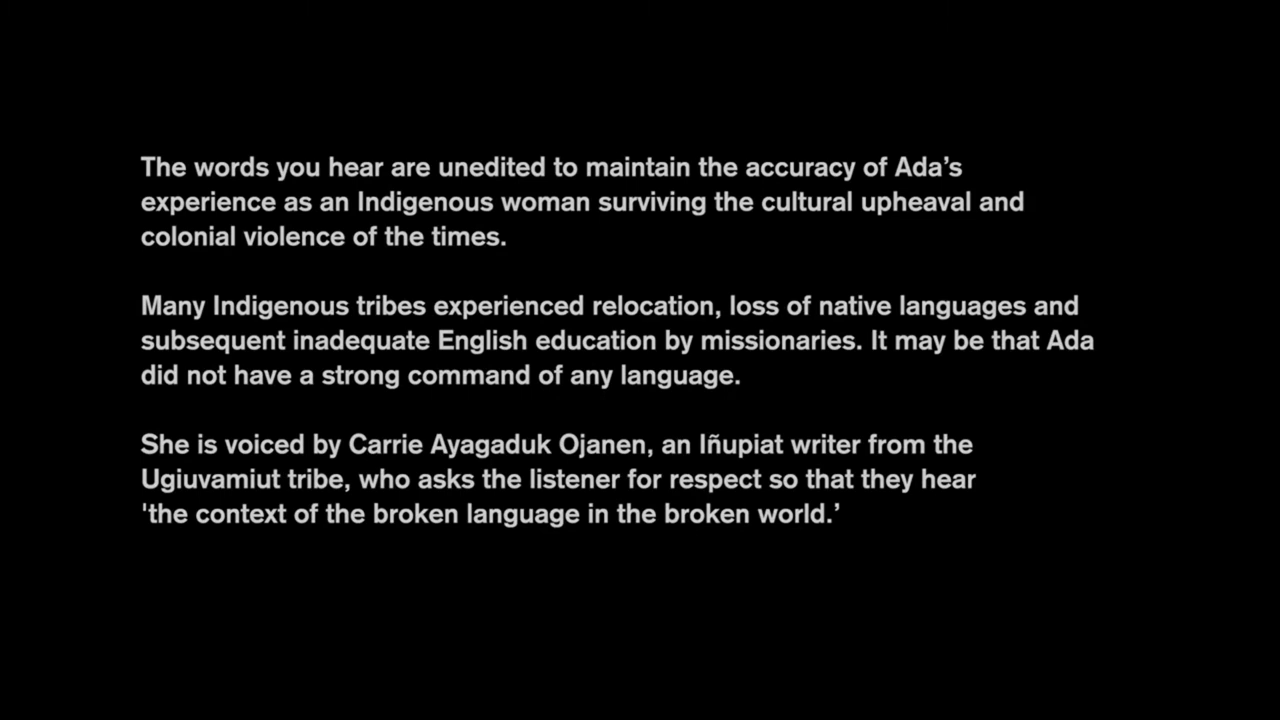 The words you hear are unedited to maintain the accuracy of Ada’s
experience as an Indigenous woman surviving the cultural upheaval and
colonial violence of the times.
Many Indigenous tribes experienced relocation, loss of native languages and
subsequent inadequate English education by missionaries. It may be that Ada
did not have a strong command of any language.
She is voiced by Carrie Ayagaduk Ojanen, an Iñupiat writer from the
Ugiuvamiut tribe, who asks the listener for respect so that they hear
'the context of the broken language in the broken world.’